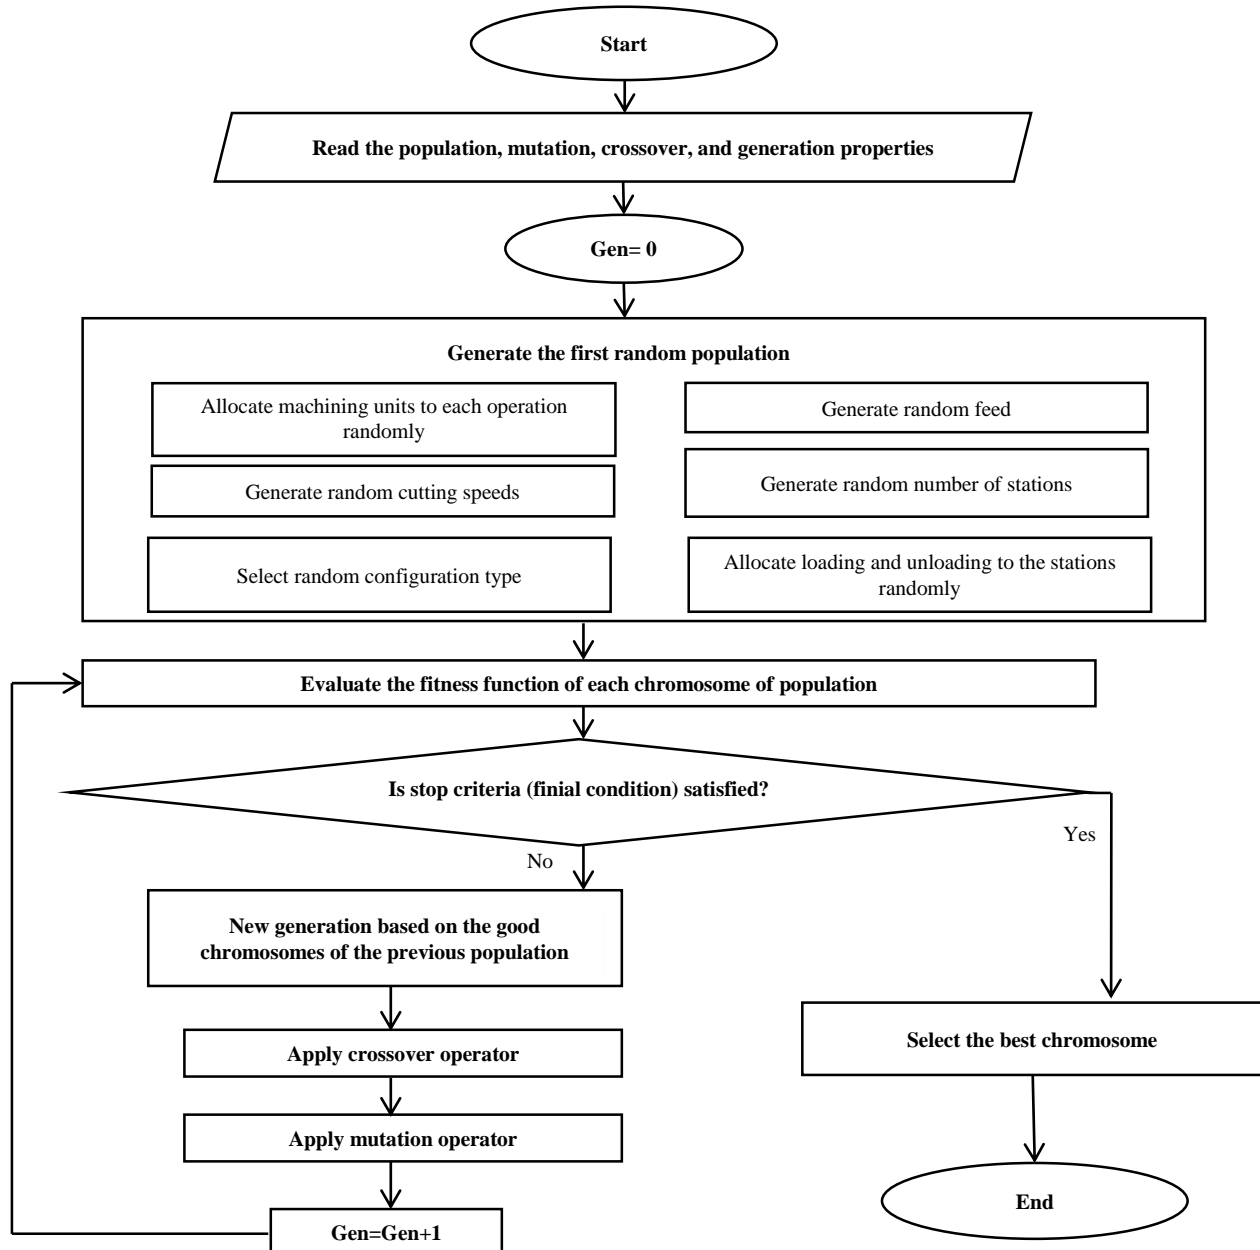 Start
Read the population, mutation, crossover, and generation properties
Gen= 0
Generate the first random population
Allocate machining units to each operation
randomly
Generate random feed
Generate random cutting speeds
Generate random number of stations
Select random configuration type
Allocate loading and unloading to the stations
randomly
Evaluate the fitness function of each chromosome of population
Is stop criteria (finial condition) satisfied?
Yes
No
New generation based on the good
chromosomes of the previous population
Apply crossover operator
Select the best chromosome
Apply mutation operator
End
Gen=Gen+1